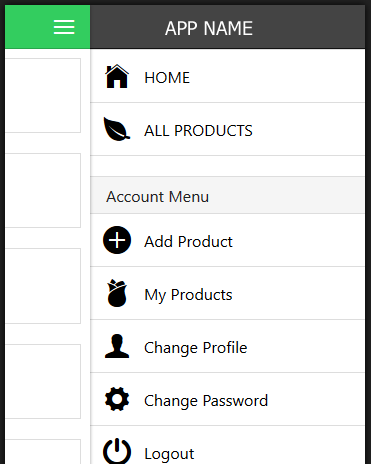 APP NAME
HOME
ALL PRODUCTS
Account Menu
Add Product
My Products
Change Profile
Change Password
Logout